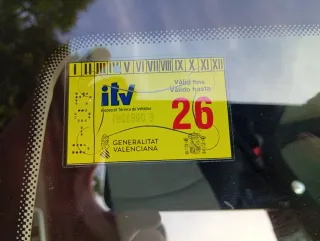 I II III IV V VI VII VIII IX X XI XII
itv
Inspección Técnica de Vehículos
Vàlid fins
Válido hasta
26
GENERALITAT
VALENCIANA